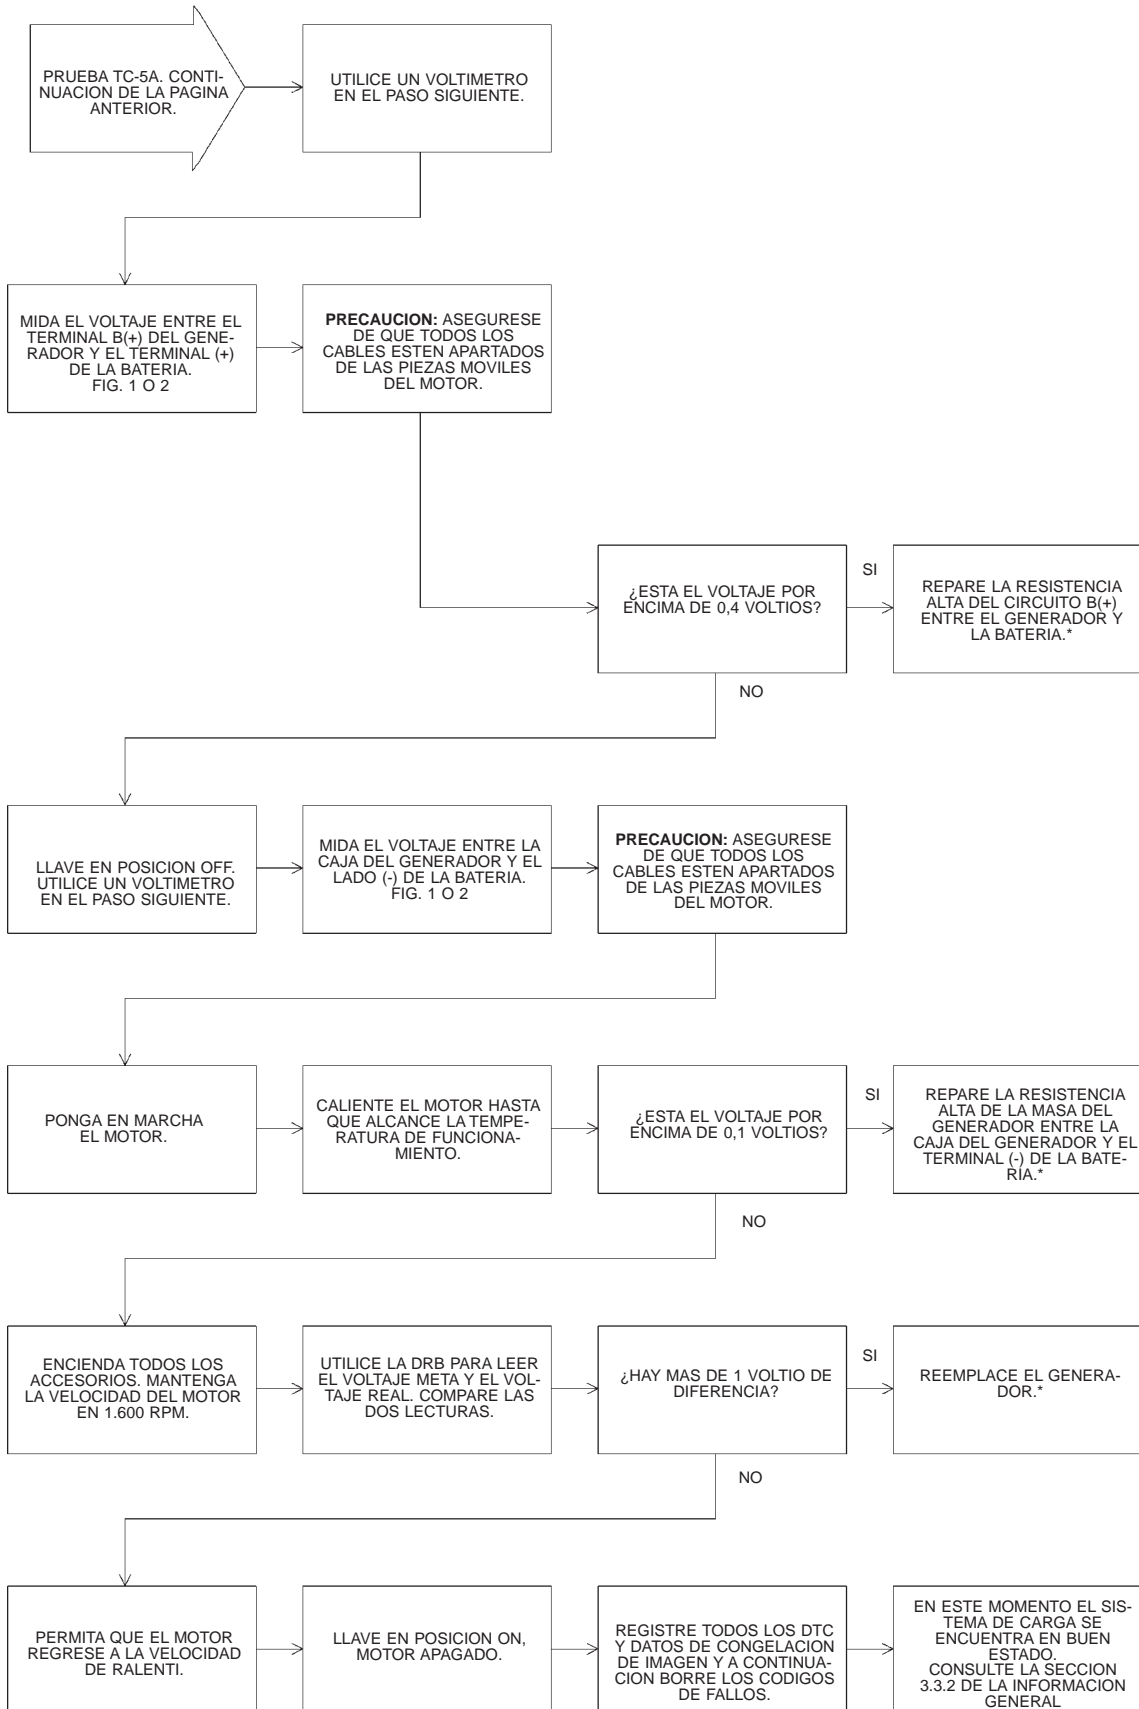 PRUEBA TC-5A. CONTI-
NUACION DE LA PAGINA
ANTERIOR.
UTILICE UN VOLTIMETRO
EN EL PASO SIGUIENTE.
MIDA EL VOLTAJE ENTRE EL
TERMINAL B(+) DEL GENE-
RADOR Y EL TERMINAL (+)
DE LA BATERIA.
FIG. 1 O 2
PRECAUCION: ASEGURESE
DE QUE TODOS LOS
CABLES ESTEN APARTADOS
DE LAS PIEZAS MOVILES
DEL MOTOR.
¿ESTA EL VOLTAJE POR
ENCIMA DE 0,4 VOLTIOS?
SI
REPARE LA RESISTENCIA
ALTA DEL CIRCUITO B(+)
ENTRE EL GENERADOR Y
LA BATERIA.*
NO
LLAVE EN POSICION OFF.
UTILICE UN VOLTIMETRO
EN EL PASO SIGUIENTE.
MIDA EL VOLTAJE ENTRE LA
CAJA DEL GENERADOR Y EL
LADO (-) DE LA BATERIA.
FIG. 1 O 2
PRECAUCION: ASEGURESE
DE QUE TODOS LOS
CABLES ESTEN APARTADOS
DE LAS PIEZAS MOVILES
DEL MOTOR.
PONGA EN MARCHA
EL MOTOR.
CALIENTE EL MOTOR HASTA
QUE ALCANCE LA TEMPE-
RATURA DE FUNCIONA-
MIENTO.
¿ESTA EL VOLTAJE POR
ENCIMA DE 0,1 VOLTIOS?
SI
REPARE LA RESISTENCIA
ALTA DE LA MASA DEL
GENERADOR ENTRE LA
CAJA DEL GENERADOR Y EL
TERMINAL (-) DE LA BATE-
RIA.*
NO
ENCIENDA TODOS LOS
ACCESORIOS. MANTENGA
LA VELOCIDAD DEL MOTOR
EN 1.600 RPM.
UTILICE LA DRB PARA LEER
EL VOLTAJE META Y EL VOL-
TAJE REAL. COMPARE LAS
DOS LECTURAS.
¿HAY MAS DE 1 VOLTIO DE
DIFERENCIA?
SI
REEMPLACE EL GENERA-
DOR.*
NO
PERMITA QUE EL MOTOR
REGRESE A LA VELOCIDAD
DE RALENTI.
LLAVE EN POSICION ON,
MOTOR APAGADO.
REGISTRE TODOS LOS DTC
Y DATOS DE CONGELACION
DE IMAGEN Y A CONTINUA-
CION BORRE LOS CODIGOS
DE FALLOS.
EN ESTE MOMENTO EL SIS-
TEMA DE CARGA SE
ENCUENTRA EN BUEN
ESTADO.
CONSULTE LA SECCION
3.3.2 DE LA INFORMACION
GENERAL